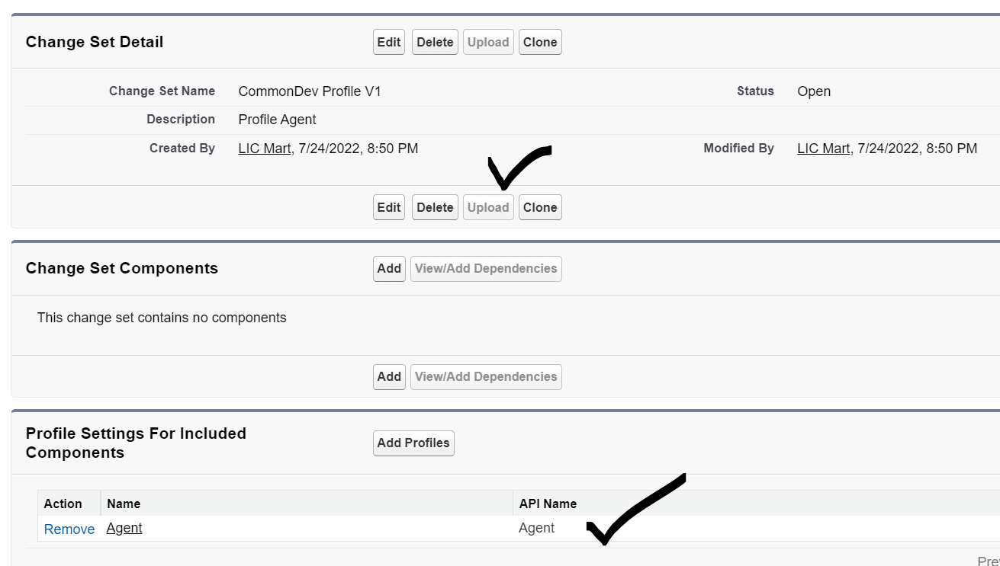 Change Set Detail Edit Delete Upload Clone
Change Set Name CommonDev Profile V1 Status Open
Description Profile Agent
Created By LIC Mart, 7/24/2022, 8:50 PM Modified By LIC Mart, 7/24/2022, 8:50 PM
Edit Delete Upload Clone
Change Set Components Add View/Add Dependencies
This change set contains no components
Add View/Add Dependencies
Profile Settings For Included
Components
Add Profiles
Action Name API Name
Remove Agent Agent